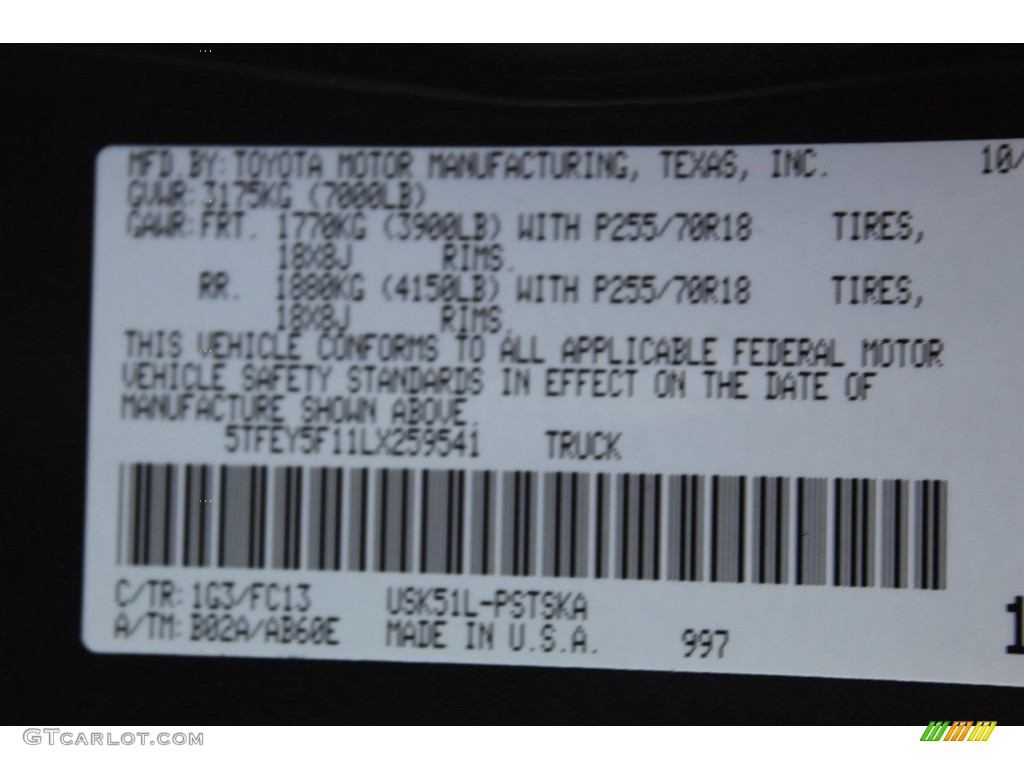 MFD.BY:TOYOTA MOTOR MANUFACTURING, TEXAS, INC. 10/
GVWR:3175KG (7000LB)
GAWR:FRT. 1770KG (3900LB) WITH P255/70R18 TIRES,
18X8J RIMS.
RR. 1880KG (4150LB) WITH P255/70R18 TIRES,
18X8J RIMS.
THIS VEHICLE CONFORMS TO ALL APPLICABLE FEDERAL MOTOR
VEHICLE SAFETY STANDARDS IN EFFECT ON THE DATE OF
MANUFACTURE SHOWN ABOVE.
5TFEY5F11LX259541 TRUCK
C/TR:1G3/FC13 USK51L-PSTSKA
A/TM:B02A/AB60E MADE IN U.S.A. 997 1
GTCARLOT.COM